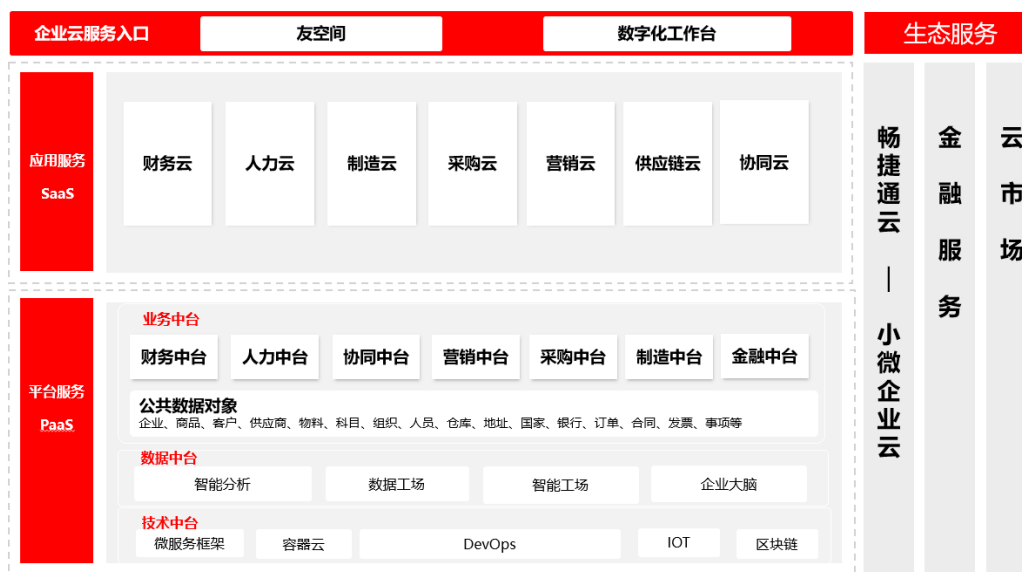 企业云服务入口
友空间
数字化工作台
生态服务
应用服务
SaaS
财务云
人力云
制造云
采购云
营销云
供应链云
协同云
平台服务
PaaS
业务中台
财务中台
人力中台
协同中台
营销中台
采购中台
制造中台
金融中台
公共数据对象
企业、商品、客户、供应商、物料、科目、组织、人员、仓库、地址、国家、银行、订单、合同、发票、事项等
数据中台
智能分析
数据工场
智能工场
企业大脑
技术中台
微服务框架
容器云
DevOps
IOT
区块链
畅捷通云 | 小微企业云
金融服务
云市场